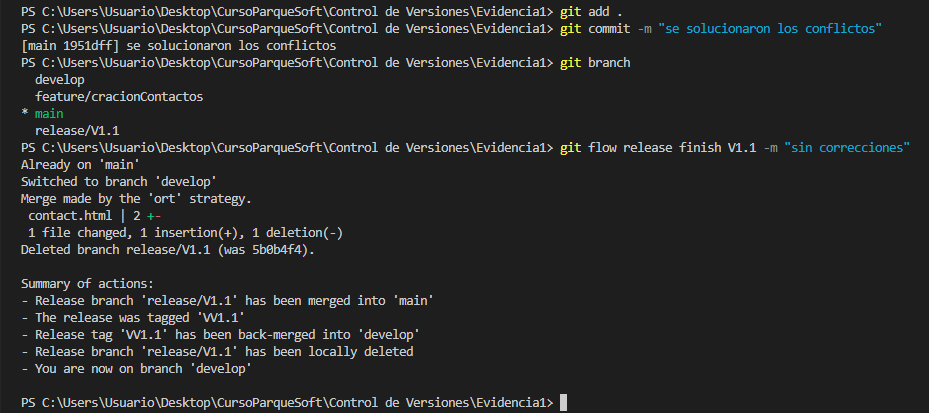 PS C:\Users\Usuario\Desktop\CursoParqueSoft\Control de Versiones\Evidencia1> git add .
PS C:\Users\Usuario\Desktop\CursoParqueSoft\Control de Versiones\Evidencia1> git commit -m "se solucionaron los conflictos"
[main 1951dff] se solucionaron los conflictos
PS C:\Users\Usuario\Desktop\CursoParqueSoft\Control de Versiones\Evidencia1> git branch
  develop
  feature/cracionContactos
* main
  release/V1.1
PS C:\Users\Usuario\Desktop\CursoParqueSoft\Control de Versiones\Evidencia1> git flow release finish V1.1 -m "sin correcciones"
Already on 'main'
Switched to branch 'develop'
Merge made by the 'ort' strategy.
 contact.html | 2 +-
 1 file changed, 1 insertion(+), 1 deletion(-)
Deleted branch release/V1.1 (was 5b0b4f4).
Summary of actions:
- Release branch 'release/V1.1' has been merged into 'main'
- The release was tagged 'VV1.1'
- Release tag 'VV1.1' has been back-merged into 'develop'
- Release branch 'release/V1.1' has been locally deleted
- You are now on branch 'develop'
PS C:\Users\Usuario\Desktop\CursoParqueSoft\Control de Versiones\Evidencia1>